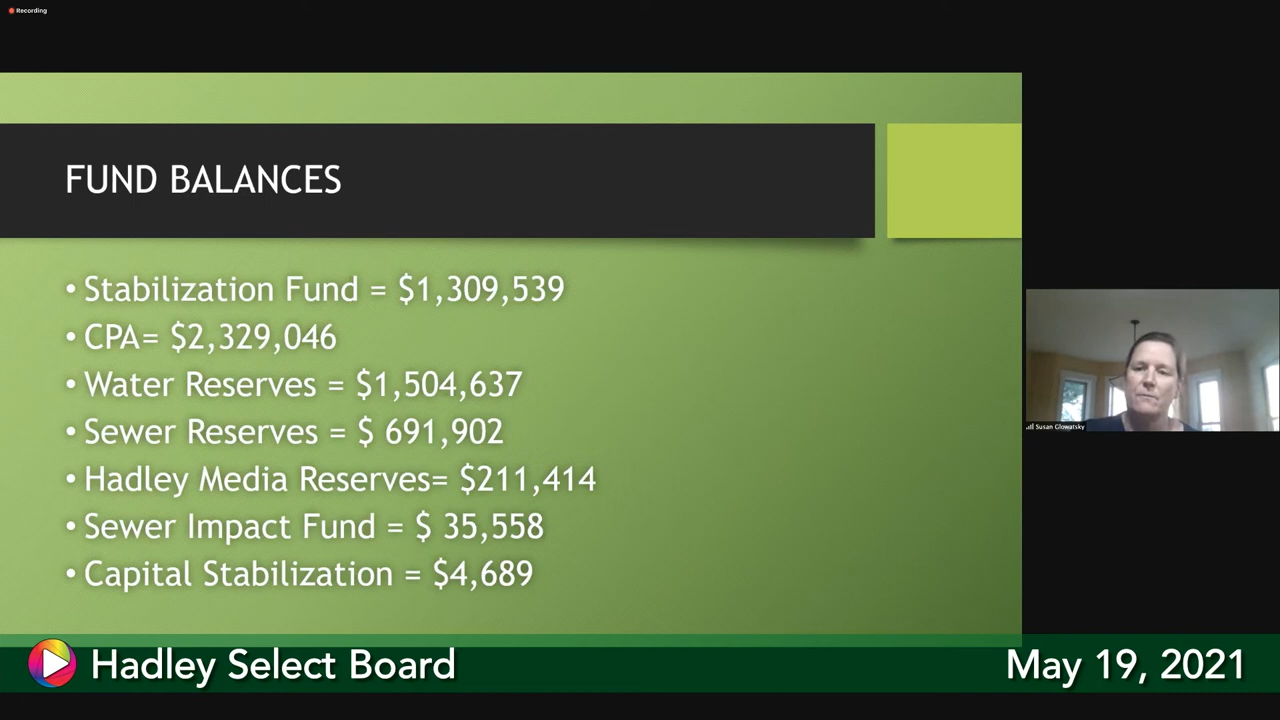 Recording
FUND BALANCES
• Stabilization Fund = $1,309,539
• CPA= $2,329,046
• Water Reserves = $1,504,637
• Sewer Reserves = $ 691,902
• Hadley Media Reserves= $211,414
• Sewer Impact Fund = $ 35,558
• Capital Stabilization = $4,689
Susan Glowatsky
Hadley Select Board
May 19, 2021